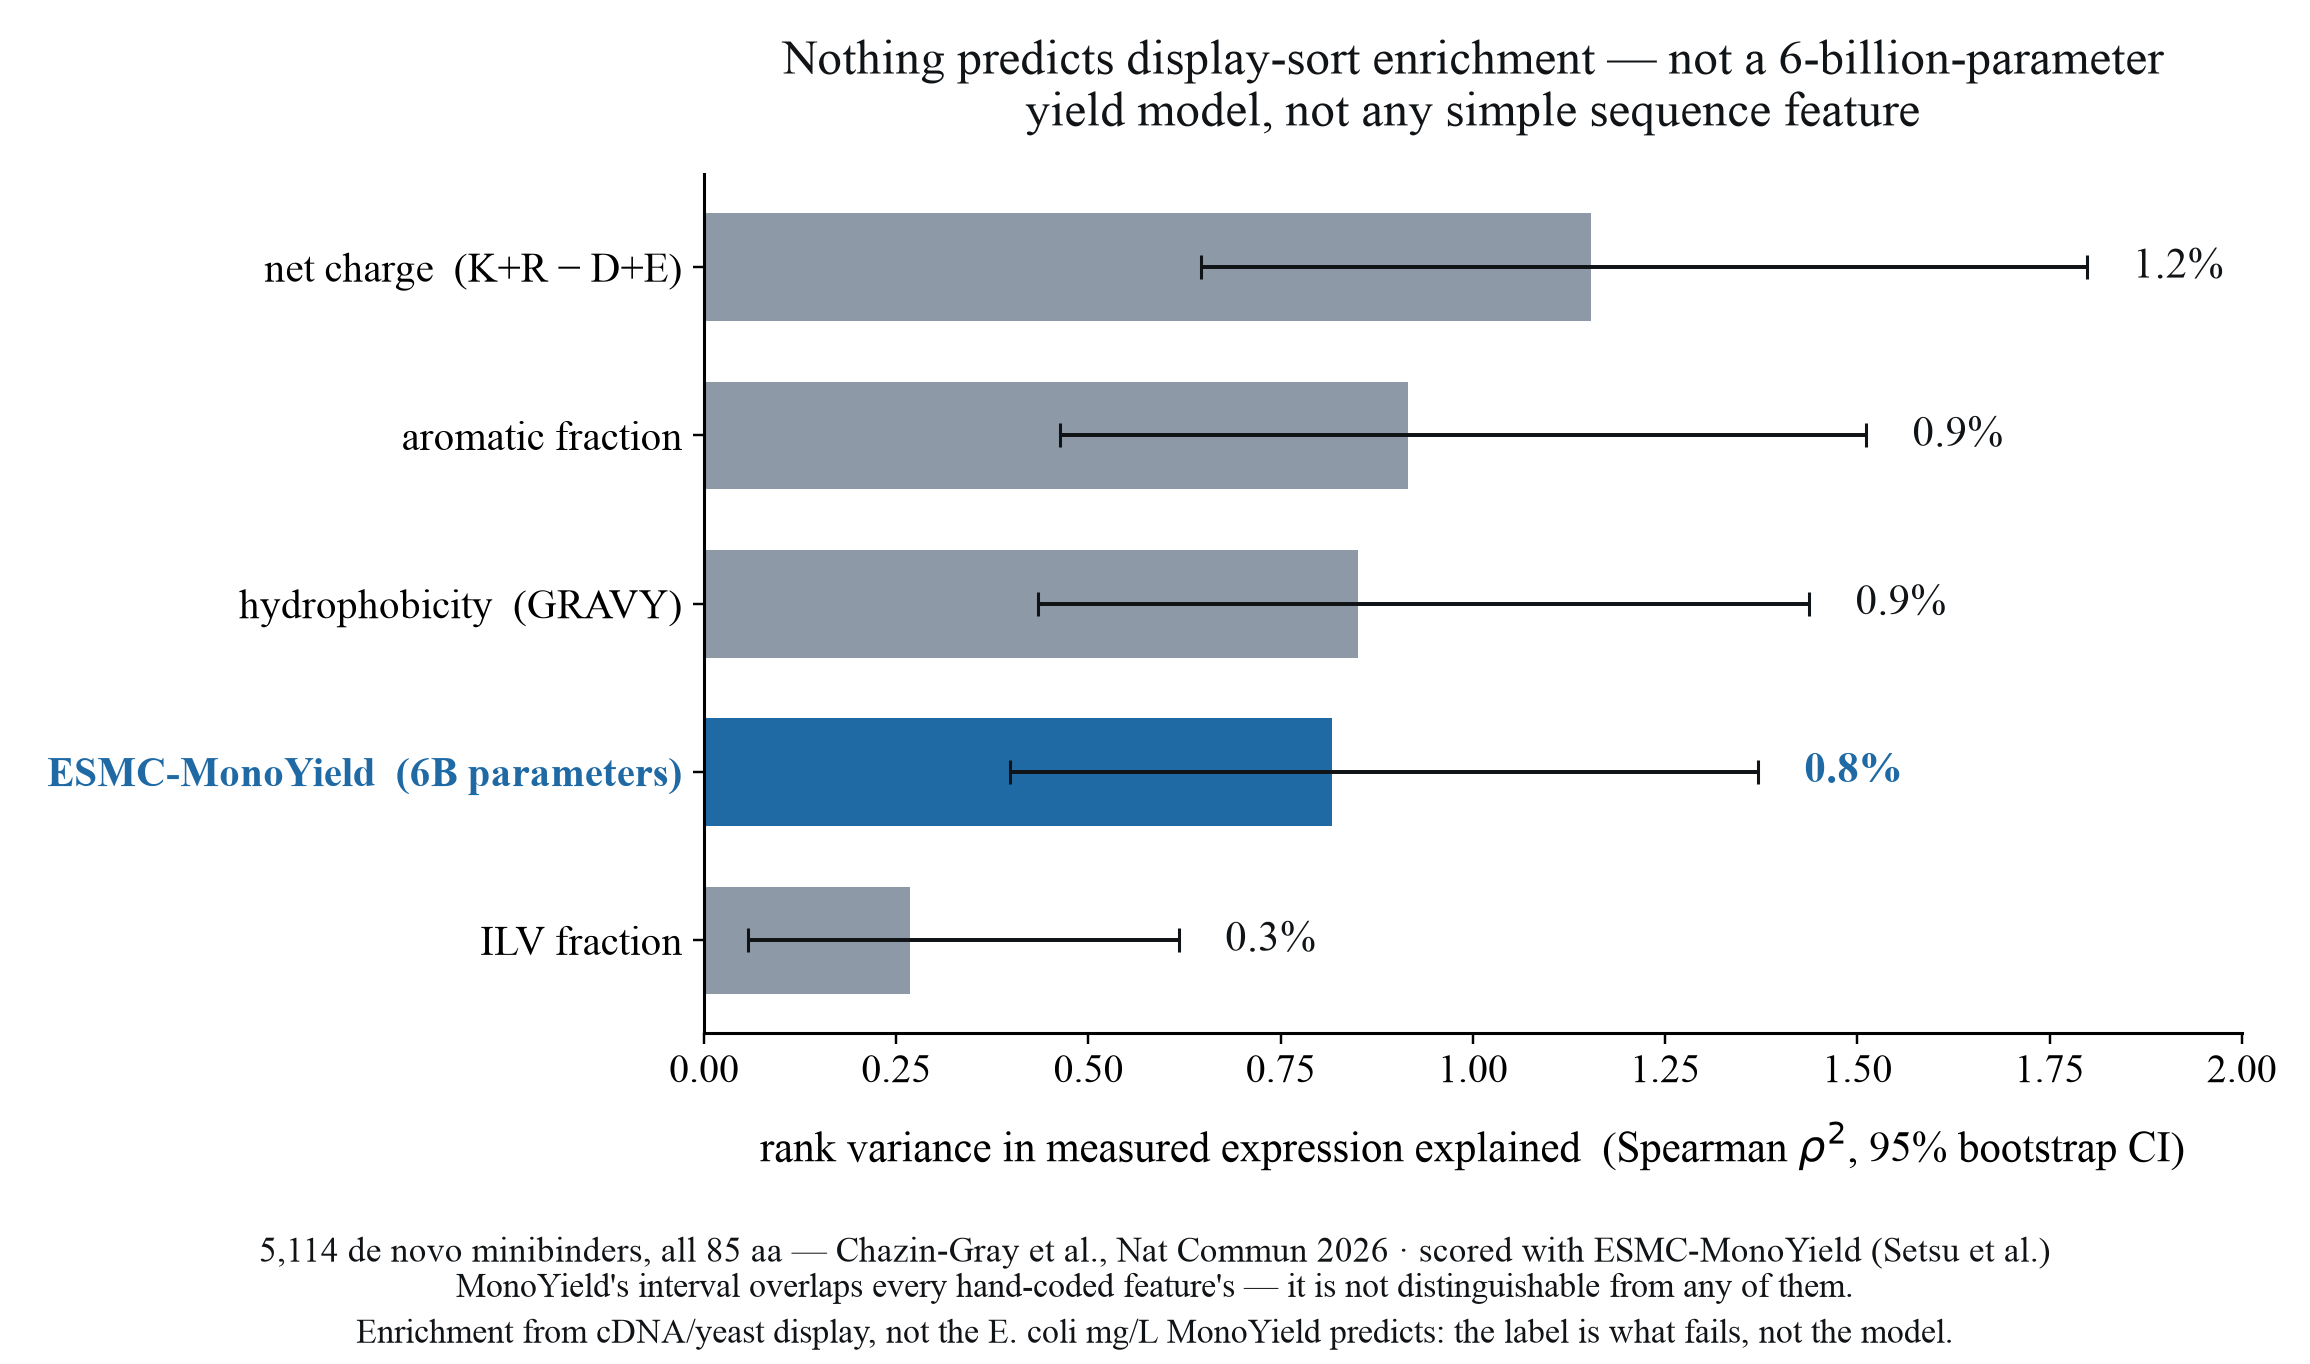 Nothing predicts display-sort enrichment — not a 6-billion-parameter
yield model, not any simple sequence feature
net charge (K+R − D+E)
1.2%
aromatic fraction
0.9%
hydrophobicity (GRAVY)
0.9%
ESMC-MonoYield (6B parameters)
0.8%
ILV fraction
0.3%
0.00 0.25 0.50 0.75 1.00 1.25 1.50 1.75 2.00
rank variance in measured expression explained (Spearman ρ², 95% bootstrap CI)
5,114 de novo minibinders, all 85 aa — Chazin-Gray et al., Nat Commun 2026 · scored with ESMC-MonoYield (Setsu et al.)
MonoYield's interval overlaps every hand-coded feature's — it is not distinguishable from any of them.
Enrichment from cDNA/yeast display, not the E. coli mg/L MonoYield predicts: the label is what fails, not the model.